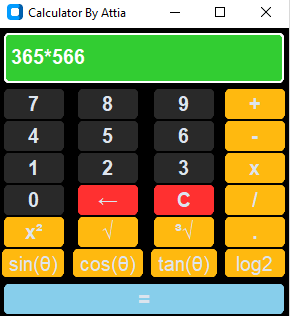 Calculator By Attia
365*566
7 8 9 +
4 5 6 -
1 2 3 x
0 ← C /
x² √ ³√ .
sin(θ) cos(θ) tan(θ) log2
=